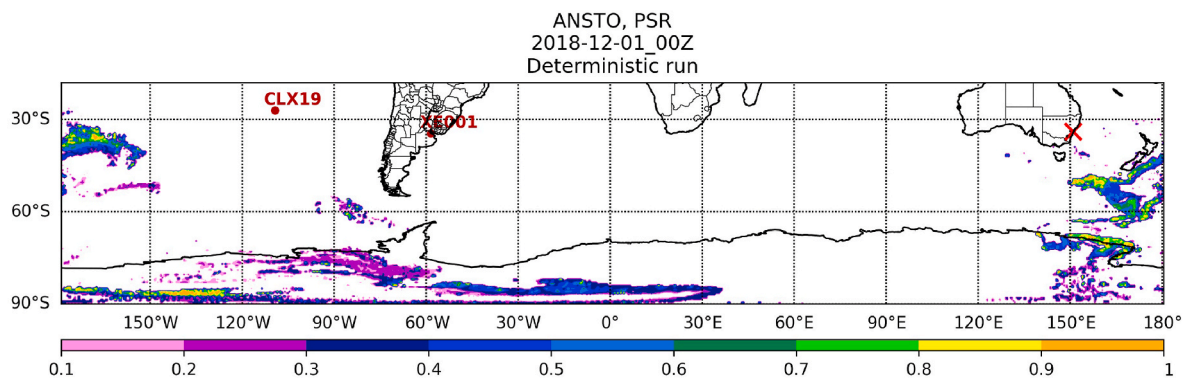 ANSTO, PSR
2018-12-01_00Z
Deterministic run
CLX19
XE001
30°S
60°S
90°S
150°W 120°W 90°W 60°W 30°W 0° 30°E 60°E 90°E 120°E 150°E 180°
0.1 0.2 0.3 0.4 0.5 0.6 0.7 0.8 0.9 1